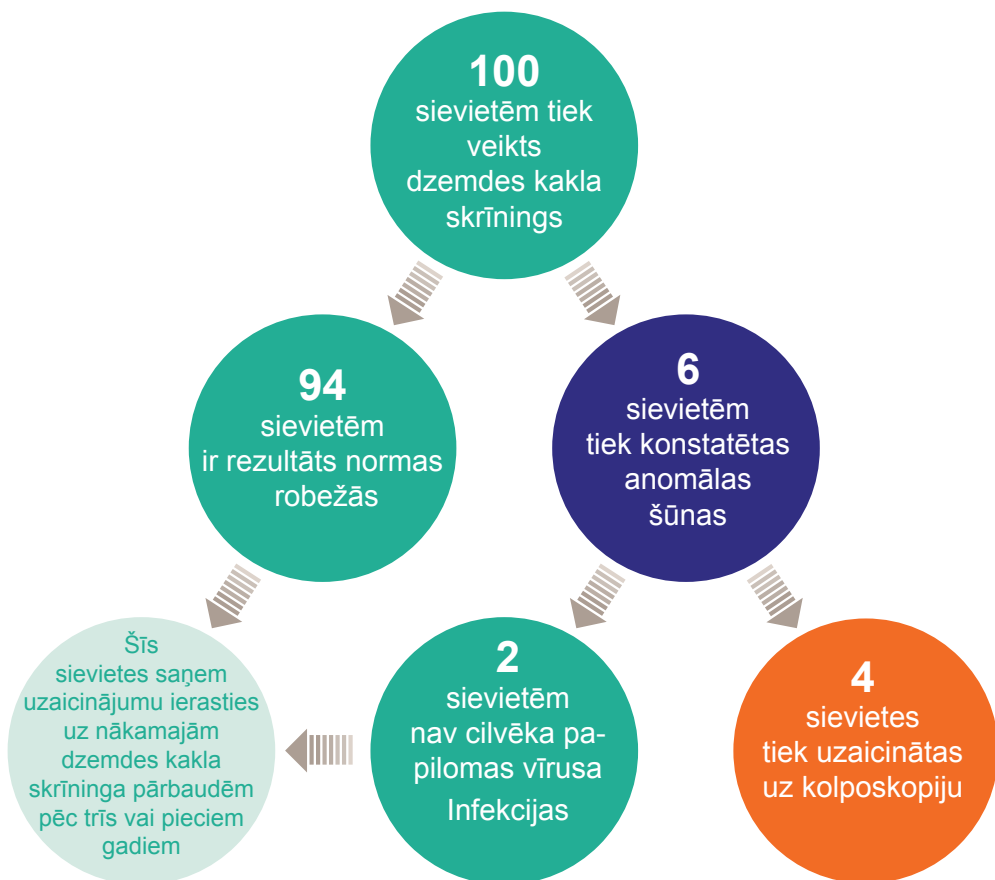 100
sievietēm tiek
veikts
dzemdes kakla
skrīnings
94
sievietēm
ir rezultāts normas
robežās
6
sievietēm
tiek konstatētas
anomālas
šūnas
Šīs
sievietes saņem
uzaicinājumu ierasties
uz nākamajām
dzemdes kakla
skrīninga pārbaudēm
pēc trīs vai pieciem
gadiem
2
sievietēm
nav cilvēka pa-
pilomas vīrusa
Infekcijas
4
sievietes
tiek uzaicinātas
uz kolposkopiju